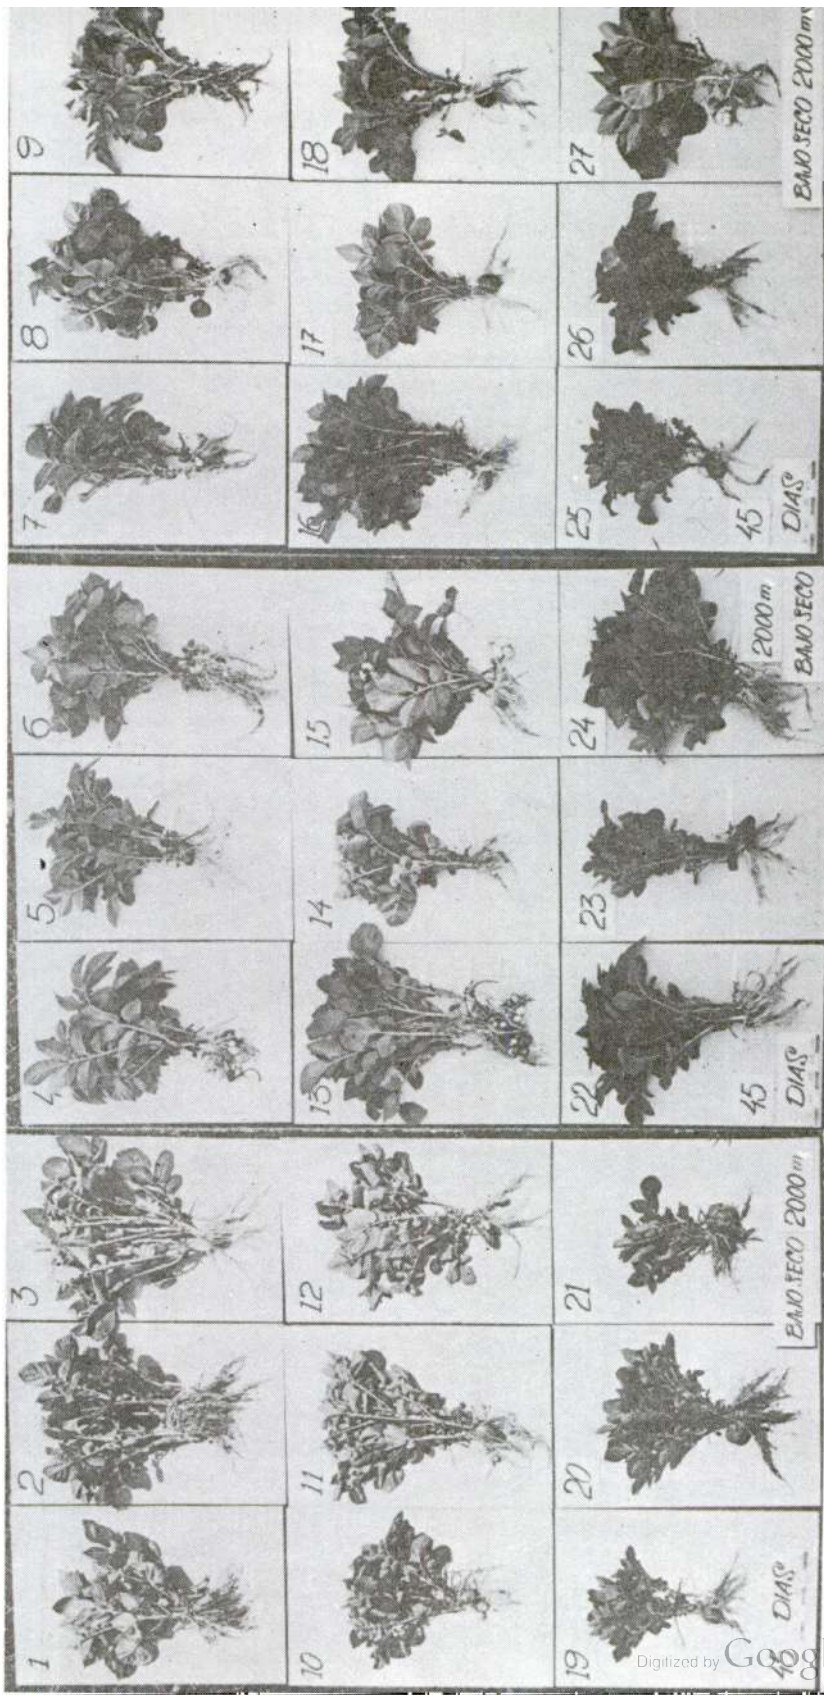 1 2 3 4 5 6 7 8 9
10 11 12 13 14 15 16 17 18
19 20 21 22 23 24 25 26 27
45 DIAS
BAJO SECO 2000 m
45
DIAS
2000 m
BAJO SECO
45
DIAS
BAJO SECO 2000 m
Digitized by Goog